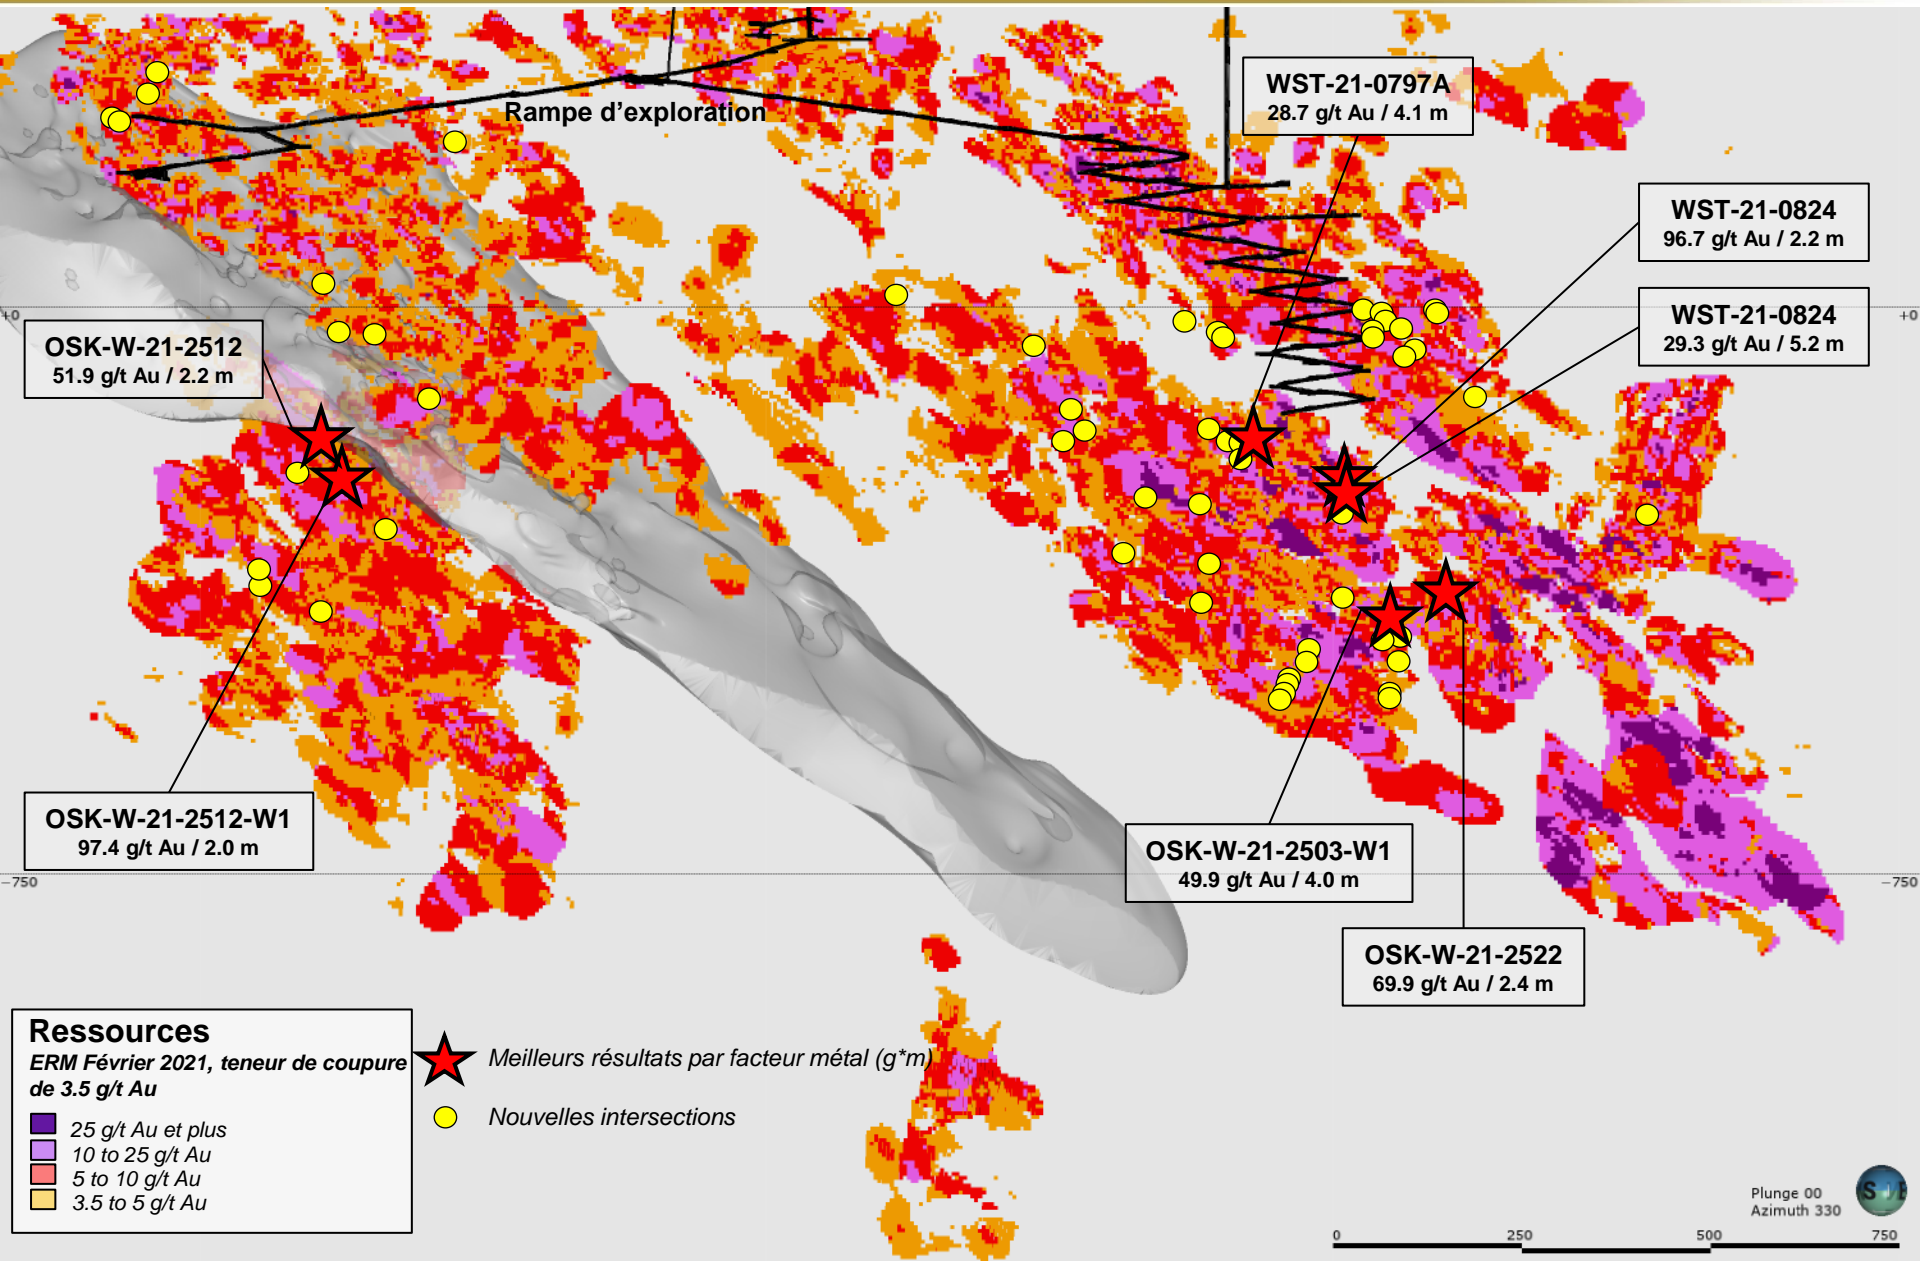 Rampe d'exploration
WST-21-0797A
28.7 g/t Au / 4.1 m
WST-21-0824
96.7 g/t Au / 2.2 m
WST-21-0824
29.3 g/t Au / 5.2 m
+0
+0
OSK-W-21-2512
51.9 g/t Au / 2.2 m
OSK-W-21-2512-W1
97.4 g/t Au / 2.0 m
OSK-W-21-2503-W1
49.9 g/t Au / 4.0 m
−750
−750
OSK-W-21-2522
69.9 g/t Au / 2.4 m
Ressources
ERM Février 2021, teneur de coupure
de 3.5 g/t Au
25 g/t Au et plus
10 to 25 g/t Au
5 to 10 g/t Au
3.5 to 5 g/t Au
Meilleurs résultats par facteur métal (g*m)
Nouvelles intersections
Plunge 00
Azimuth 330
0 250 500 750